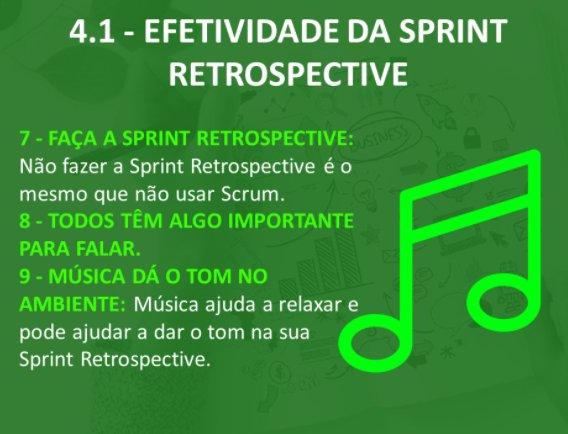 4.1 - EFETIVIDADE DA SPRINT
RETROSPECTIVE
BUSINESS
7 - FAÇA A SPRINT RETROSPECTIVE:
Não fazer a Sprint Retrospective é o
mesmo que não usar Scrum.
8 - TODOS TÊM ALGO IMPORTANTE
PARA FALAR.
9 - MÚSICA DÁ O TOM NO
AMBIENTE: Música ajuda a relaxar e
pode ajudar a dar o tom na sua
Sprint Retrospective.